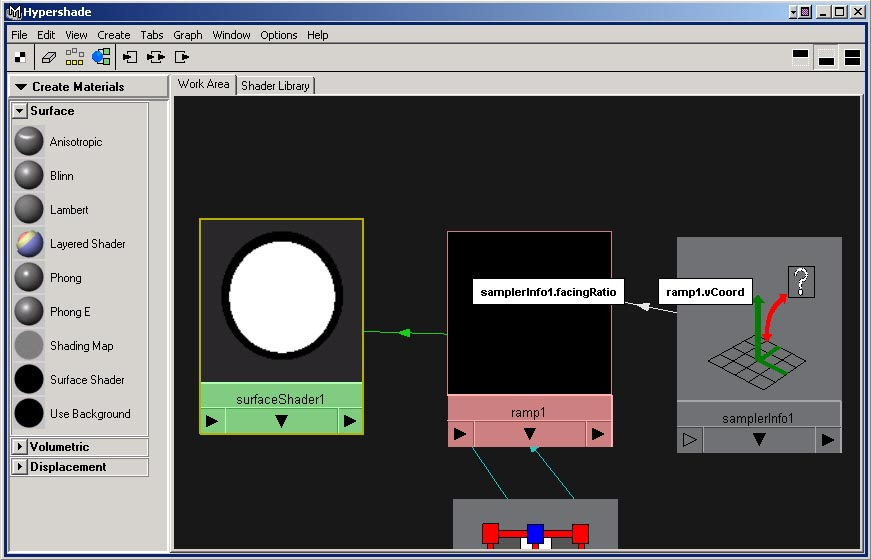 Hypershade
File Edit View Create Tabs Graph Window Options Help
Create Materials
Work Area Shader Library
Surface
Anisotropic
Blinn
Lambert
Layered Shader
Phong
Phong E
Shading Map
Surface Shader
Use Background
Volumetric
Displacement
samplerInfo1.facingRatio
ramp1.vCoord
?
surfaceShader1
ramp1
samplerInfo1